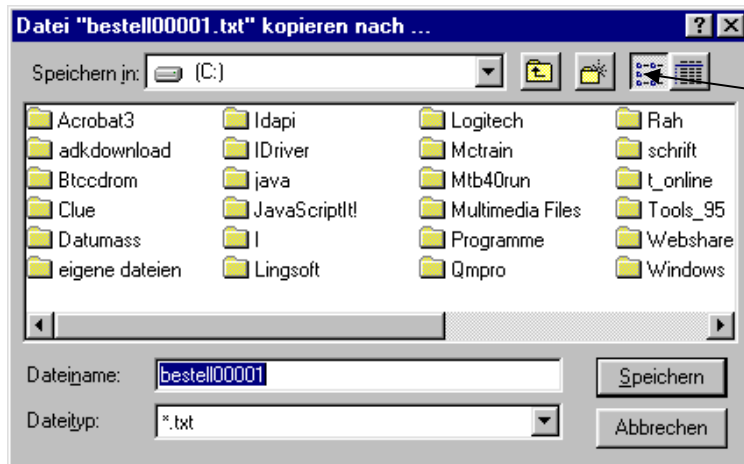 Datei "bestell00001.txt" kopieren nach ...
Speichern in: (C:)
Acrobat3 Idapi Logitech Rah
adkdownload IDriver Mctrain schrift
Btccdrom java Mtb40run t_online
Clue JavaScriptIt! Multimedia Files Tools_95
Datumass l Programme Webshare
eigene dateien Lingsoft Qmpro Windows
Dateiname: bestell00001 Speichern
Dateityp: *.txt Abbrechen